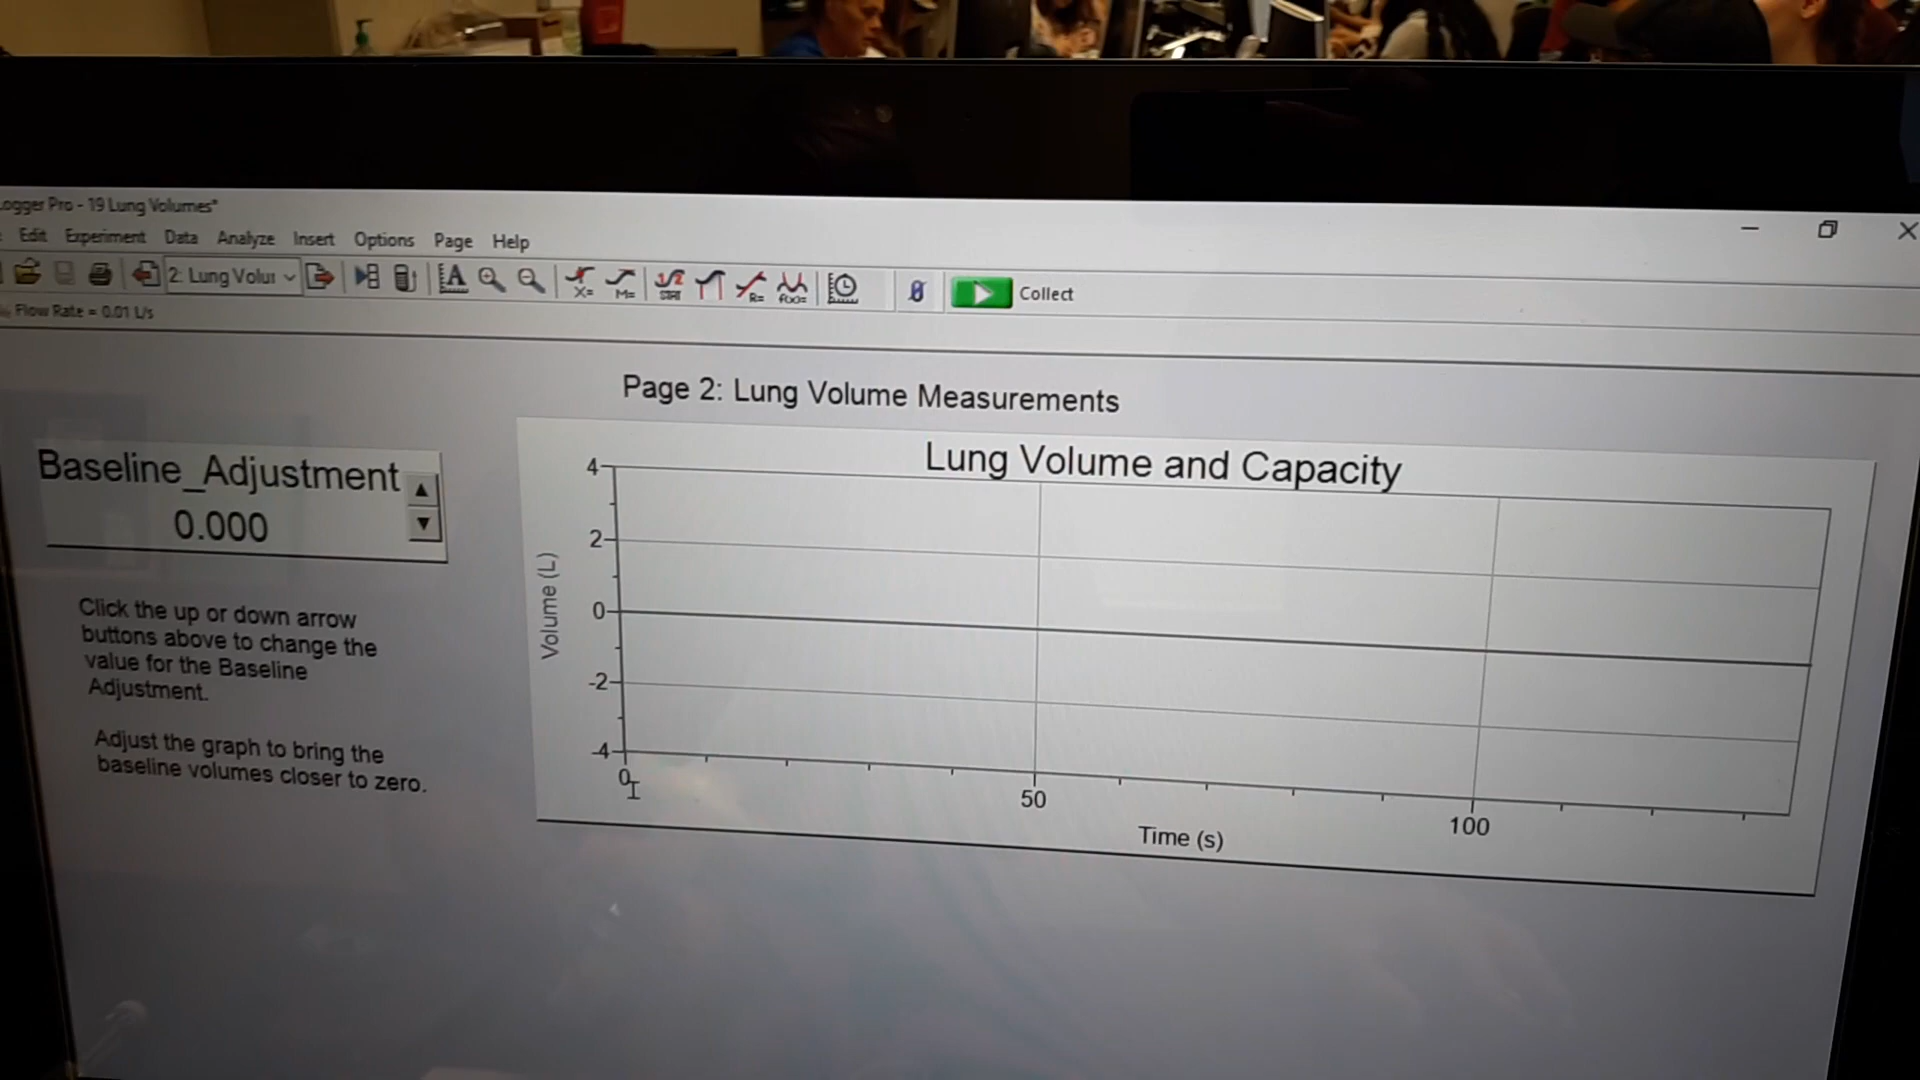 ogger Pro - 19 Lung Volumes*
Edit Experiment Data Analyze Insert Options Page Help
2: Lung Volur
A
X= M= STAT R= f(x)=
Collect
Flow Rate = 0.01 L/s
Page 2: Lung Volume Measurements
Baseline_Adjustment
0.000
Click the up or down arrow
buttons above to change the
value for the Baseline
Adjustment.
Adjust the graph to bring the
baseline volumes closer to zero.
Lung Volume and Capacity
4
2
0
-2
-4
Volume (L)
0
50
100
Time (s)